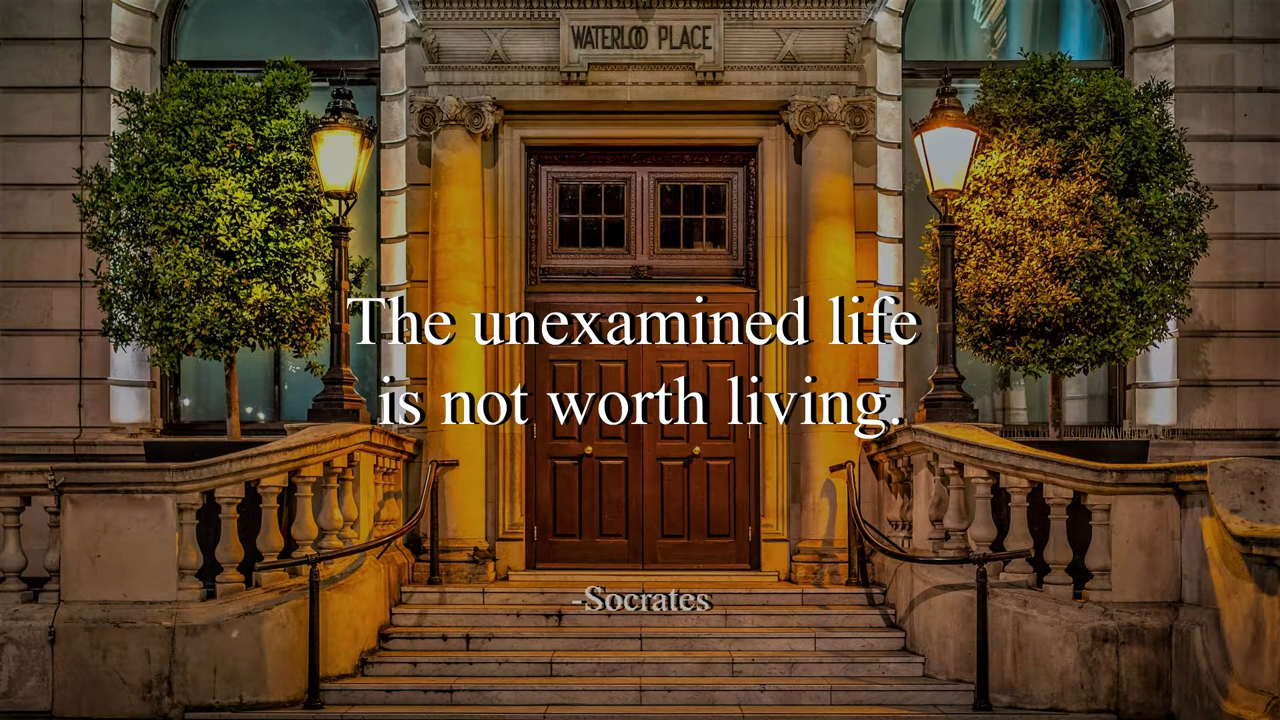 WATERLOO PLACE
The unexamined life
is not worth living.
-Socrates